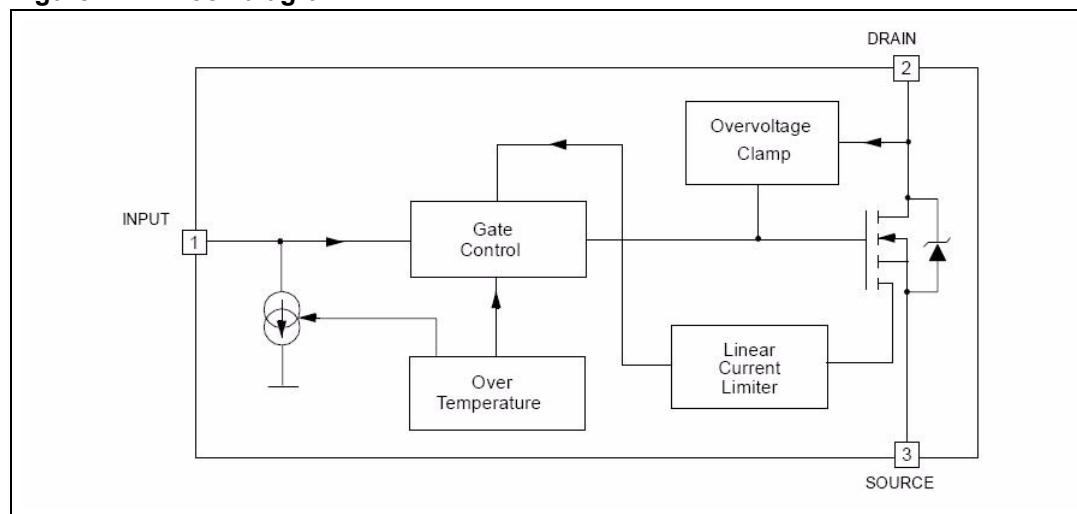 DRAIN
2
Overvoltage
Clamp
INPUT
1
Gate
Control
Linear
Current
Limiter
Over
Temperature
3
SOURCE